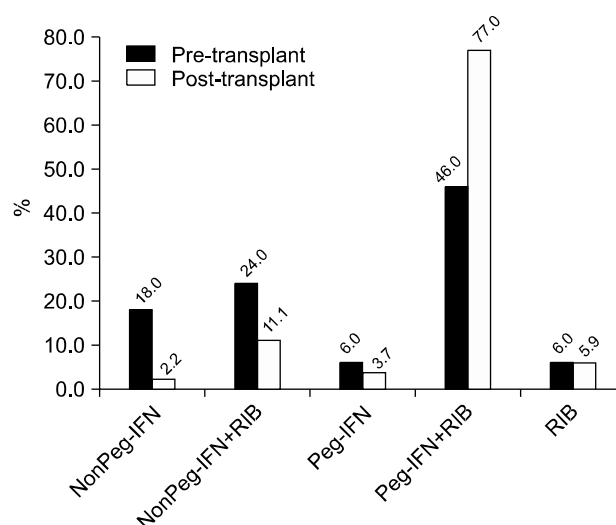 80.0
70.0
60.0
50.0
40.0
30.0
20.0
10.0
0.0
%
Pre-transplant
Post-transplant
18.0
2.2
24.0
11.1
6.0
3.7
46.0
77.0
6.0
5.9
NonPeg-IFN
NonPeg-IFN+RIB
Peg-IFN
Peg-IFN+RIB
RIB